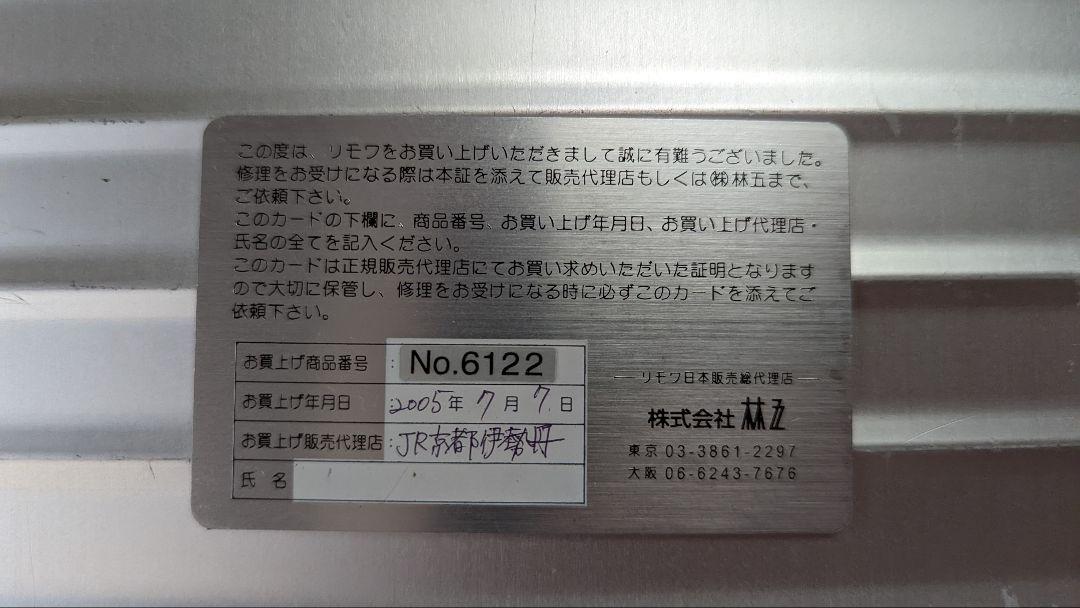 この度は、リモワをお買い上げいただきまして誠に有難うございました。
修理をお受けになる際は本証を添えて販売代理店もしくは㈱林五まで、
ご依頼下さい。
このカードの下欄に、商品番号、お買い上げ年月日、お買い上げ代理店・
氏名の全てを記入ください。
このカードは正規販売代理店にてお買い求めいただいた証明となります
ので大切に保管し、修理をお受けになる時に必ずこのカードを添えてご
依頼下さい。
お買上げ商品番号 : No.6122
お買上げ年月日 : 2005年 7月 7日
お買上げ販売代理店 : JR京都伊勢丹
氏 名
リモワ日本販売総代理店
株式会社 林五
東京 03-3861-2297
大阪 06-6243-7676